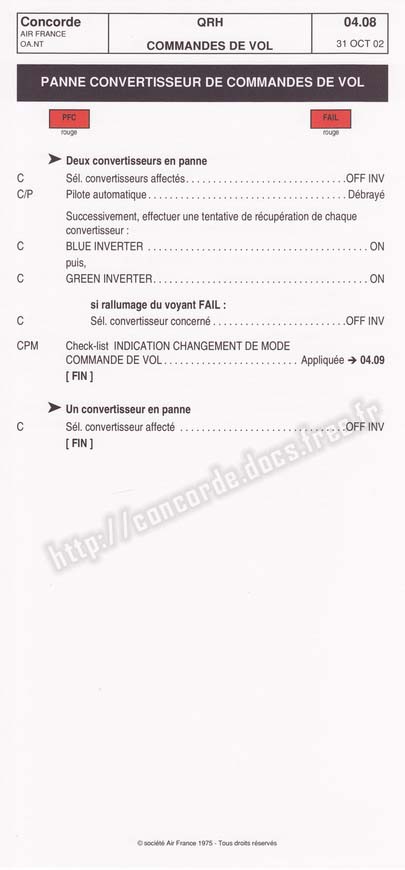 Concorde QRH 04.08
AIR FRANCE
OA.NT COMMANDES DE VOL 31 OCT 02
PANNE CONVERTISSEUR DE COMMANDES DE VOL
PFC FAIL
rouge rouge
➤ Deux convertisseurs en panne
C Sél. convertisseurs affectés. . . . . . . . . . . . . . . . . . . . . . . . . . . . .OFF INV
C/P Pilote automatique. . . . . . . . . . . . . . . . . . . . . . . . . . . . . . . . . . . . Débrayé
Successivement, effectuer une tentative de récupération de chaque
convertisseur :
C BLUE INVERTER . . . . . . . . . . . . . . . . . . . . . . . . . . . . . . . . . . . . . . . ON
puis,
C GREEN INVERTER. . . . . . . . . . . . . . . . . . . . . . . . . . . . . . . . . . . . . . ON
si rallumage du voyant FAIL :
C Sél. convertisseur concerné . . . . . . . . . . . . . . . . . . . . . . . .OFF INV
CPM Check-list INDICATION CHANGEMENT DE MODE
COMMANDE DE VOL. . . . . . . . . . . . . . . . . . . . . . . . Appliquée ➔ 04.09
[ FIN ]
➤ Un convertisseur en panne
C Sél. convertisseur affecté . . . . . . . . . . . . . . . . . . . . . . . . . . . . . .OFF INV
[ FIN ]
http://concorde.docs.free.fr
© société Air France 1975 - Tous droits réservés